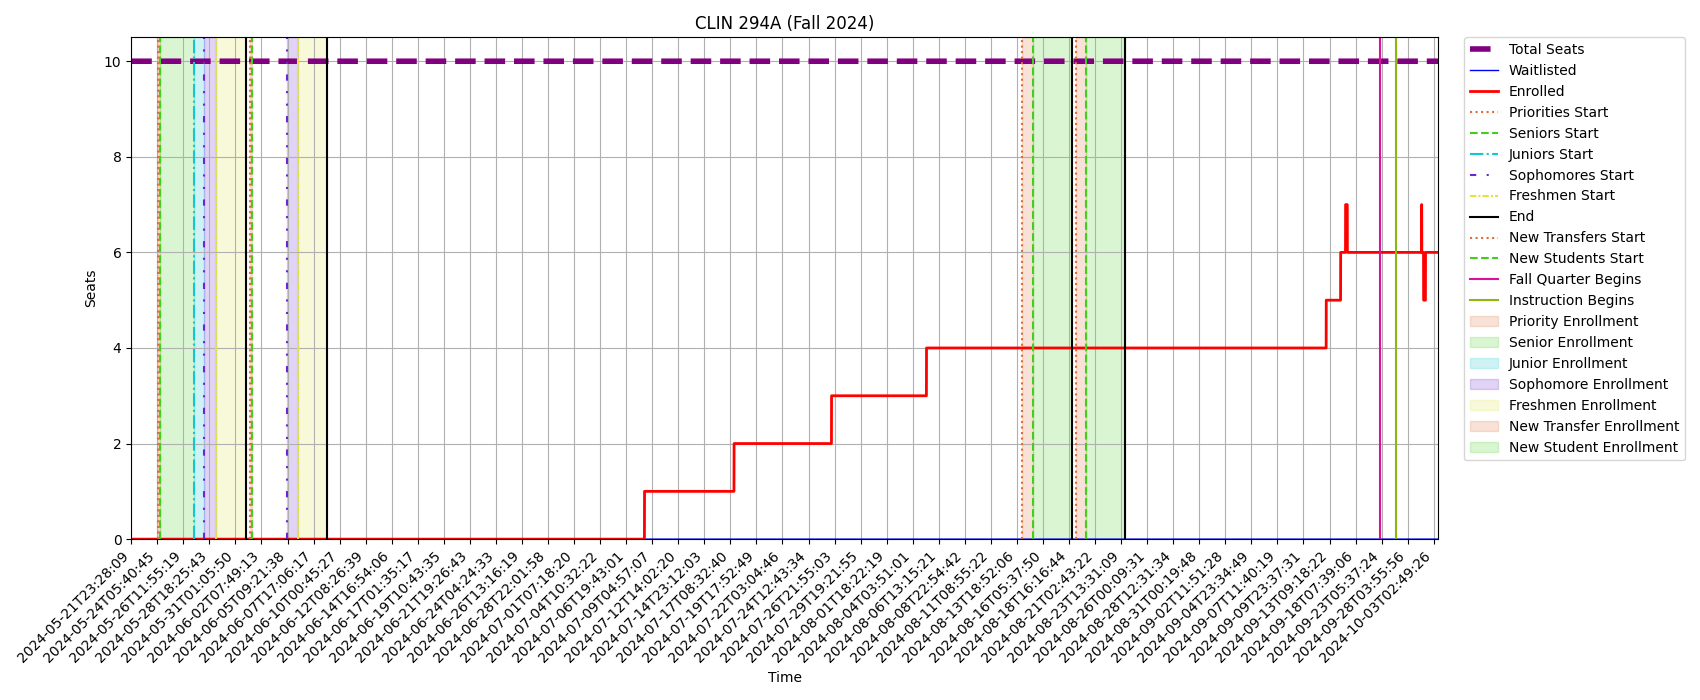 CLIN 294A (Fall 2024)
10
8
6
4
2
0
Seats
2024-05-21T23:28:09
2024-05-24T05:40:45
2024-05-26T11:55:19
2024-05-28T18:25:43
2024-05-31T01:05:50
2024-06-02T07:49:13
2024-06-05T09:21:38
2024-06-07T17:06:17
2024-06-10T00:45:27
2024-06-12T08:26:39
2024-06-14T16:54:06
2024-06-17T01:35:17
2024-06-19T10:43:35
2024-06-21T19:26:43
2024-06-24T04:24:33
2024-06-26T13:16:19
2024-06-28T22:01:58
2024-07-01T07:18:20
2024-07-04T10:32:22
2024-07-06T19:43:01
2024-07-09T04:57:07
2024-07-12T14:02:20
2024-07-14T23:12:03
2024-07-17T08:32:40
2024-07-19T17:52:49
2024-07-22T03:04:46
2024-07-24T12:43:34
2024-07-26T21:55:03
2024-07-29T19:21:55
2024-08-01T18:22:19
2024-08-04T03:51:01
2024-08-06T13:15:21
2024-08-08T22:54:42
2024-08-11T08:55:22
2024-08-13T18:52:06
2024-08-16T05:37:50
2024-08-18T16:16:44
2024-08-21T02:43:22
2024-08-23T13:31:09
2024-08-26T00:09:31
2024-08-28T12:31:34
2024-08-31T00:19:48
2024-09-02T11:51:28
2024-09-04T23:34:49
2024-09-07T11:40:19
2024-09-09T23:37:31
2024-09-13T09:18:22
2024-09-18T07:39:06
2024-09-23T05:37:24
2024-09-28T03:55:56
2024-10-03T02:49:26
Time
Total Seats
Waitlisted
Enrolled
Priorities Start
Seniors Start
Juniors Start
Sophomores Start
Freshmen Start
End
New Transfers Start
New Students Start
Fall Quarter Begins
Instruction Begins
Priority Enrollment
Senior Enrollment
Junior Enrollment
Sophomore Enrollment
Freshmen Enrollment
New Transfer Enrollment
New Student Enrollment